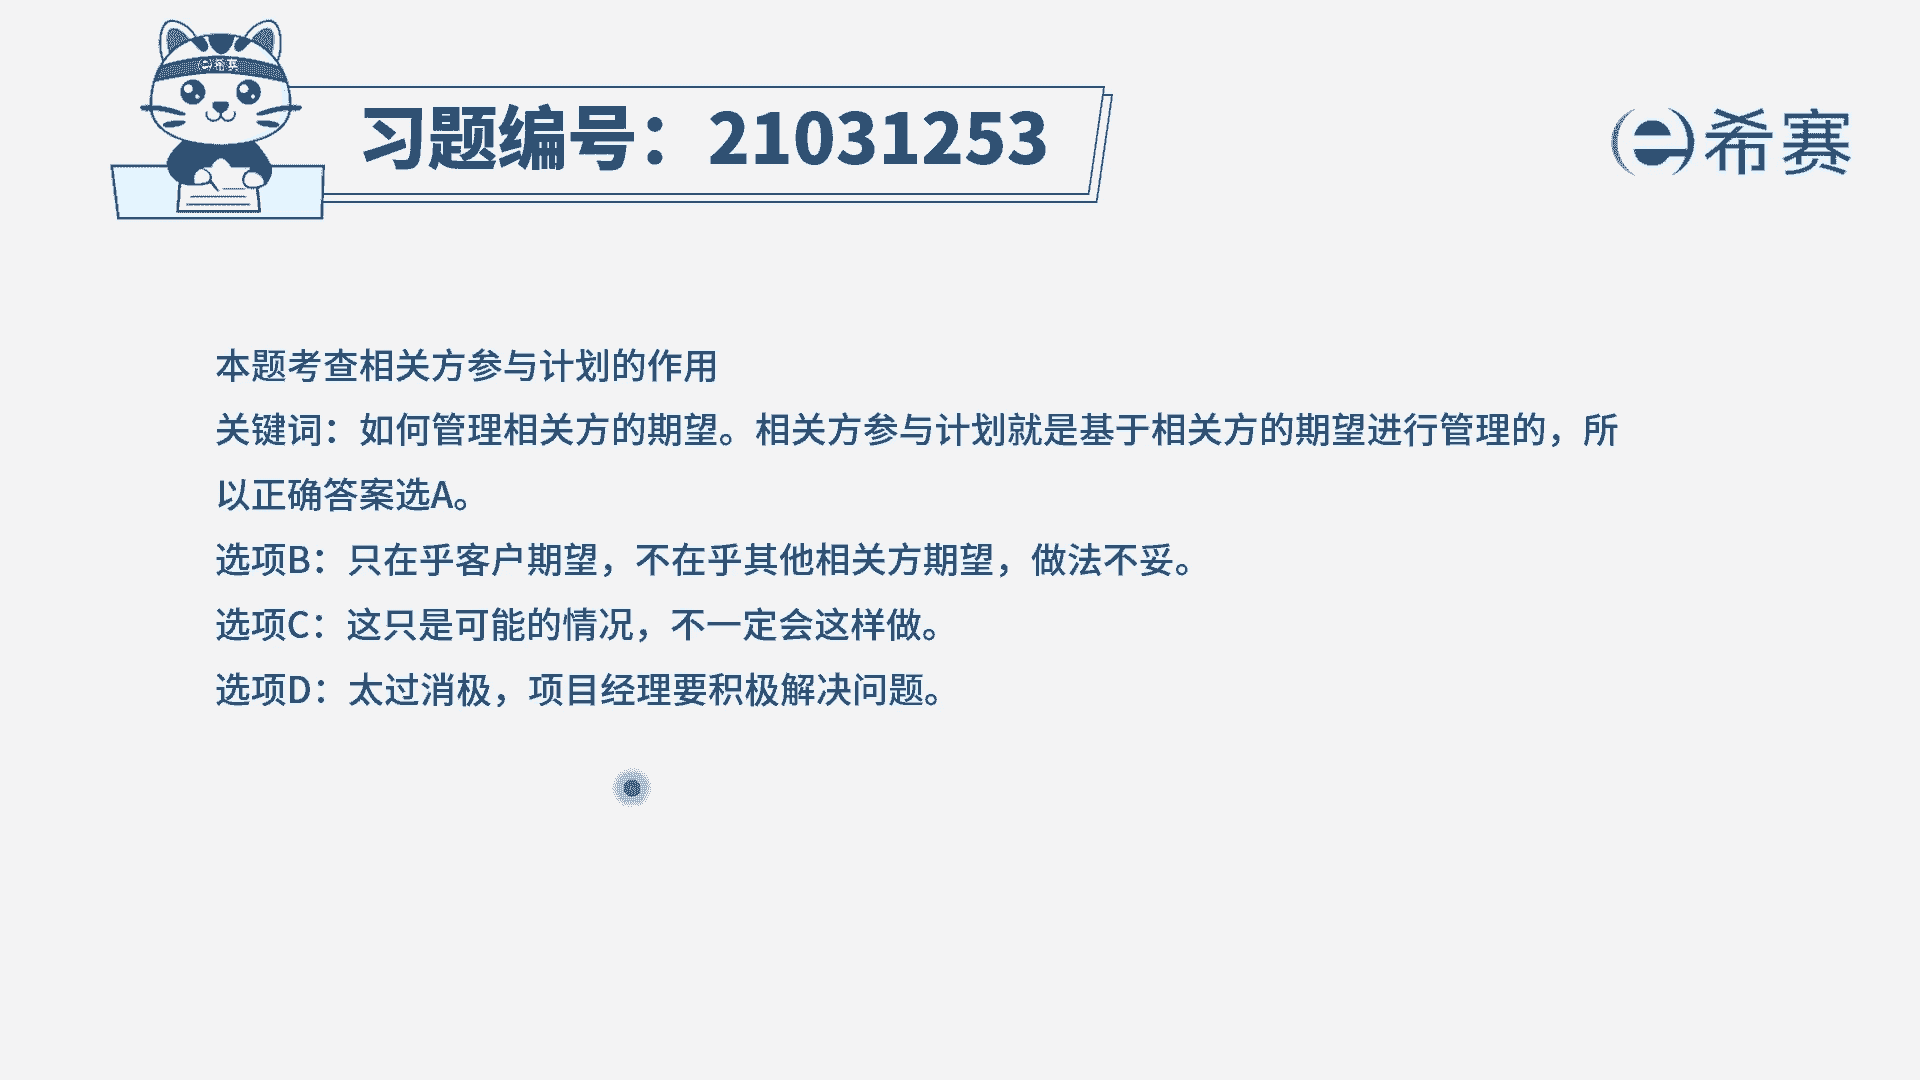 希赛
习题编号：21031253
希赛
本题考查相关方参与计划的作用
关键词：如何管理相关方的期望。相关方参与计划就是基于相关方的期望进行管理的，所
以正确答案选A。
选项B：只在乎客户期望，不在乎其他相关方期望，做法不妥。
选项C：这只是可能的情况，不一定会这样做。
选项D：太过消极，项目经理要积极解决问题。